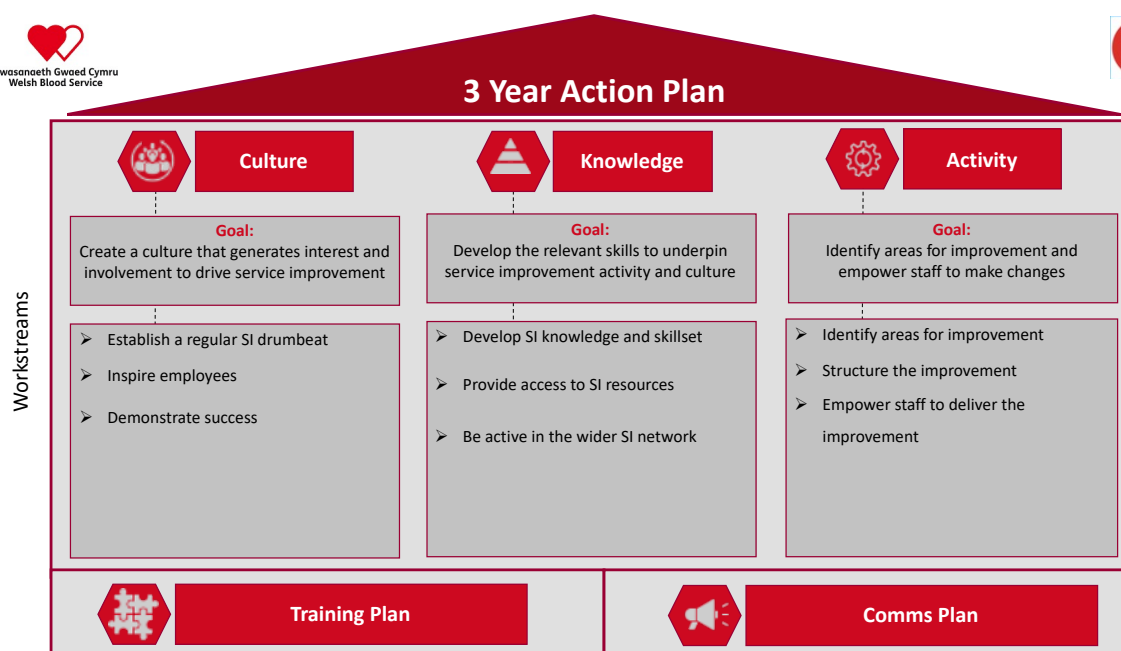 wasanaeth Gwaed Cymru
Welsh Blood Service
3 Year Action Plan
Workstreams
Culture
Goal:
Create a culture that generates interest and
involvement to drive service improvement
➢ Establish a regular SI drumbeat
➢ Inspire employees
➢ Demonstrate success
Knowledge
Goal:
Develop the relevant skills to underpin
service improvement activity and culture
➢ Develop SI knowledge and skillset
➢ Provide access to SI resources
➢ Be active in the wider SI network
Activity
Goal:
Identify areas for improvement and
empower staff to make changes
➢ Identify areas for improvement
➢ Structure the improvement
➢ Empower staff to deliver the
improvement
Training Plan
Comms Plan